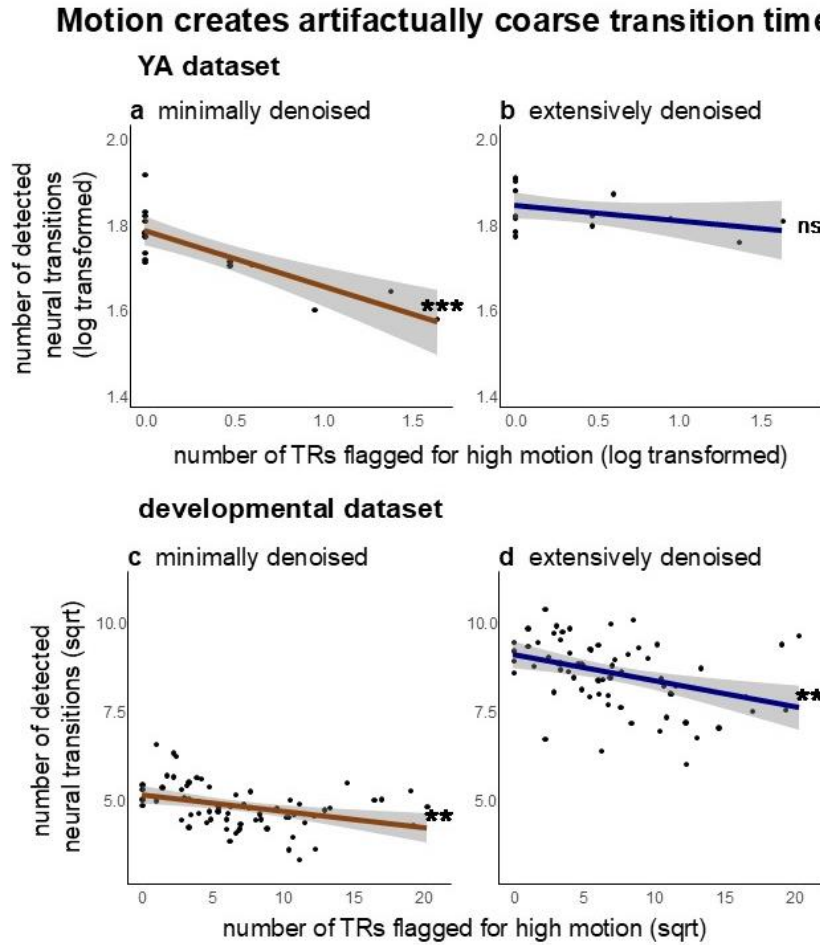 Motion creates artifactually coarse transition time
YA dataset
a minimally denoised
b extensively denoised
number of detected
neural transitions
(log transformed)
2.0
1.8
1.6
1.4
***
0.0 0.5 1.0 1.5
2.0
1.8
1.6
1.4
ns
0.0 0.5 1.0 1.5
number of TRs flagged for high motion (log transformed)
developmental dataset
c minimally denoised
d extensively denoised
number of detected
neural transitions (sqrt)
10.0
7.5
5.0
**
0 5 10 15 20
10.0
7.5
5.0
**
0 5 10 15 20
number of TRs flagged for high motion (sqrt)